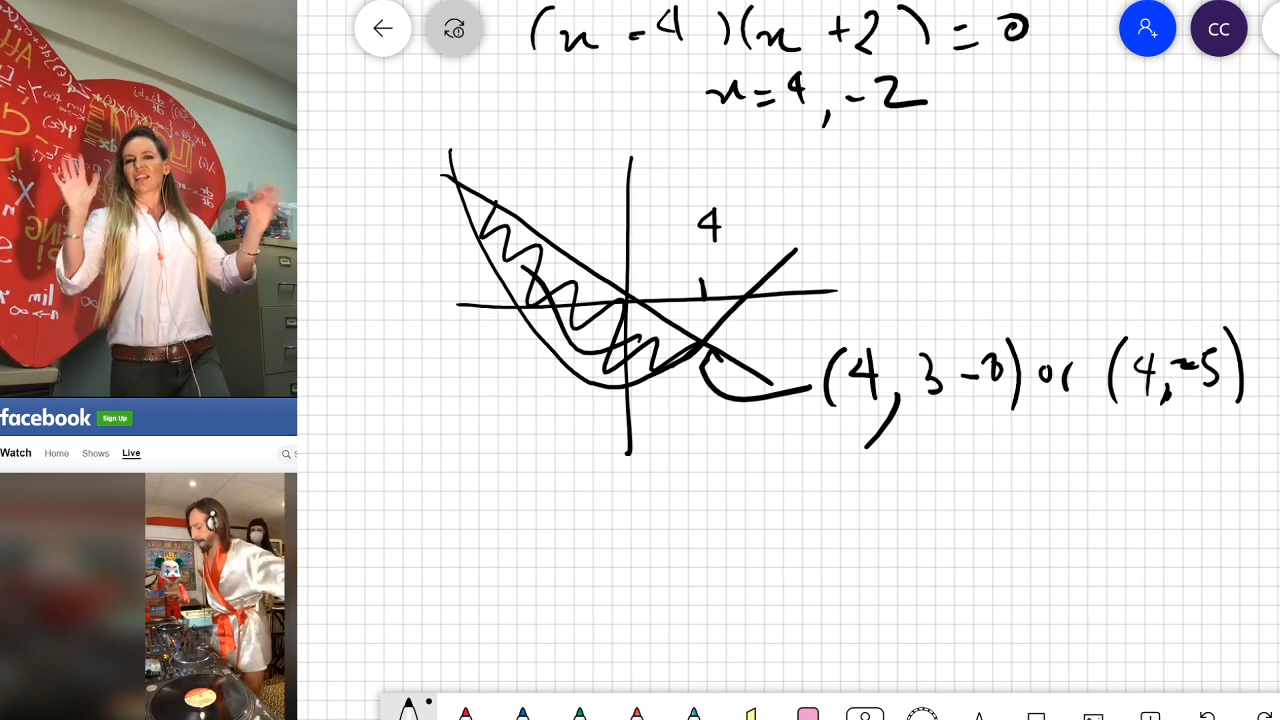 (x - 4)(x + 2) = 0
x = 4, -2
4
(4, 3-8) or (4, -5)
CC
facebook
Sign Up
Watch Home Shows Live